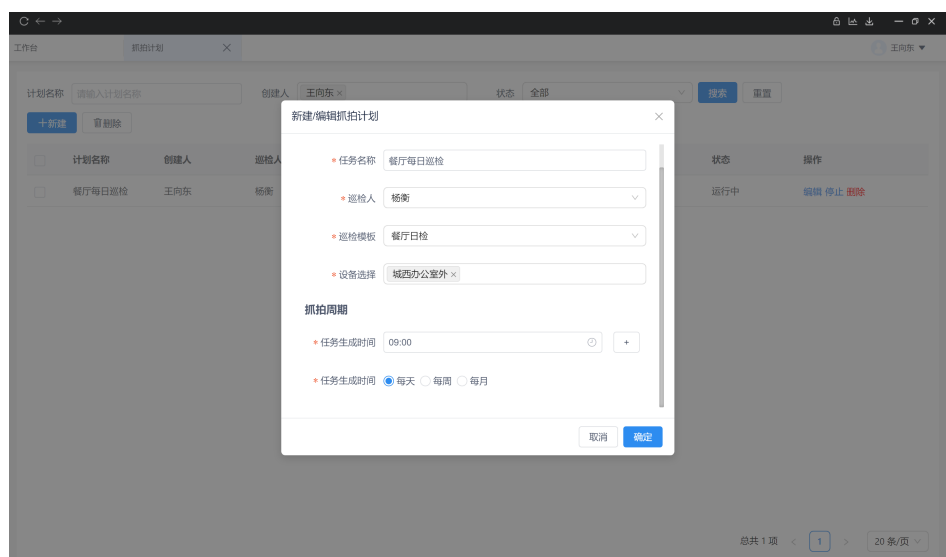 工作台 抓拍计划 王向东
计划名称 请输入计划名称 创建人 王向东 × 状态 全部 搜索 重置
+新建 删除
新建/编辑抓拍计划
计划名称 创建人 巡检人 状态 操作
餐厅每日巡检 王向东 杨衡 运行中 编辑 停止 删除
* 任务名称 餐厅每日巡检
* 巡检人 杨衡
* 巡检模板 餐厅日检
* 设备选择 城西办公室外 ×
抓拍周期
* 任务生成时间 09:00 +
* 任务生成时间 每天 每周 每月
取消 确定
总共 1 项 < 1 > 20 条/页